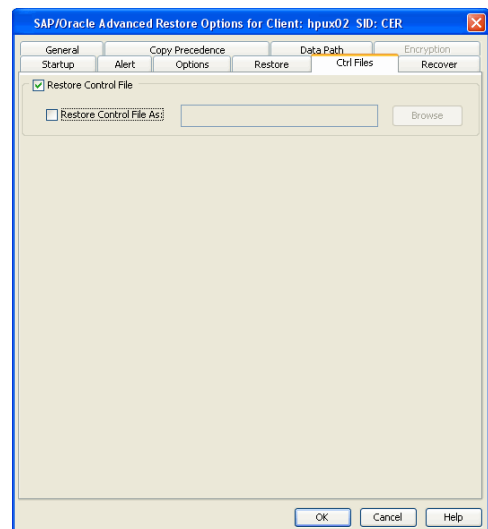 SAP/Oracle Advanced Restore Options for Client: hpux02 SID: CER
General Copy Precedence Data Path Encryption
Startup Alert Options Restore Ctrl Files Recover
Restore Control File
Restore Control File As: Browse
OK Cancel Help